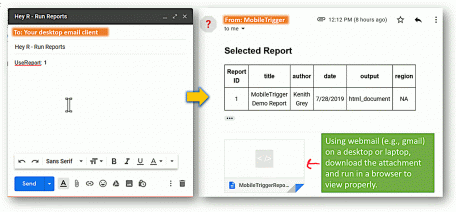 Hey R - Run Reports
To: Your desktop email client
Hey R - Run Reports
UseReport: 1
Sans Serif
B I U A
Send
From: MobileTrigger
12:12 PM (8 hours ago)
to me
Selected Report
Report ID title author date output region
1 MobileTrigger Demo Report Kenith Grey 7/28/2019 html_document NA
MobileTriggerRepo...
Using webmail (e.g., gmail)
on a desktop or laptop,
download the attachment
and run in a browser to
view properly.